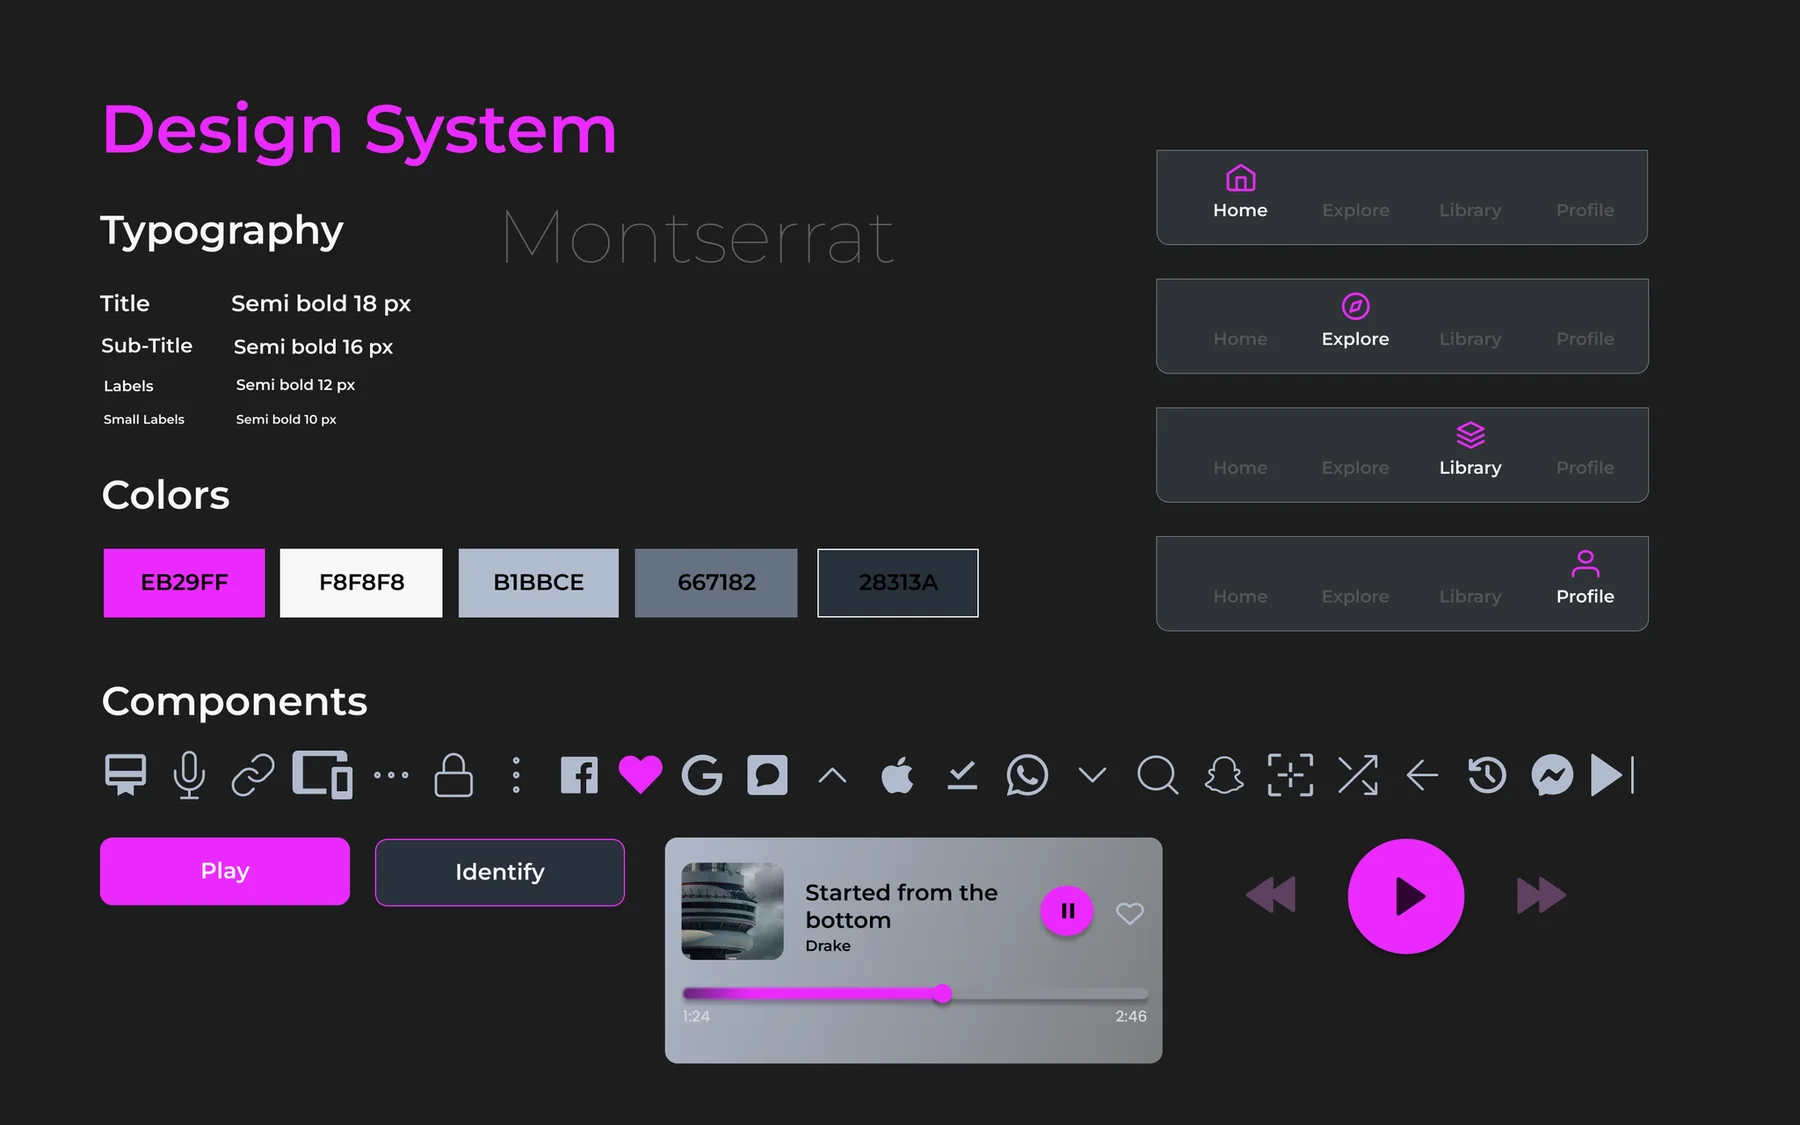 Design System
Typography
Montserrat
Title
Semi bold 18 px
Sub-Title
Semi bold 16 px
Labels
Semi bold 12 px
Small Labels
Semi bold 10 px
Colors
EB29FF
F8F8F8
B1BBCE
667182
28313A
Home
Explore
Library
Profile
Home
Explore
Library
Profile
Home
Explore
Library
Profile
Home
Explore
Library
Profile
Components
Play
Identify
Started from the
bottom
Drake
1:24
2:46